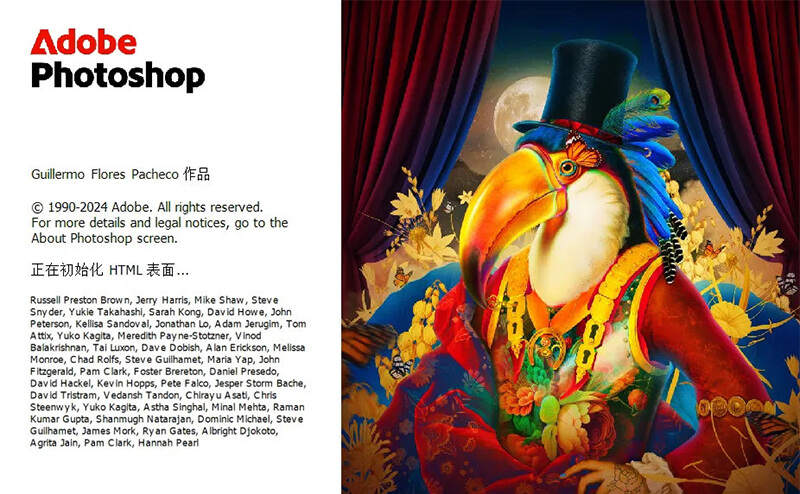 Adobe
Photoshop
Guillermo Flores Pacheco 作品
© 1990-2024 Adobe. All rights reserved.
For more details and legal notices, go to the
About Photoshop screen.
正在初始化 HTML 表面...
Russell Preston Brown, Jerry Harris, Mike Shaw, Steve
Snyder, Yukie Takahashi, Sarah Kong, David Howe, John
Peterson, Kellisa Sandoval, Jonathan Lo, Adam Jerugim, Tom
Attix, Yuko Kagita, Meredith Payne-Stotzner, Vinod
Balakrishnan, Tai Luxon, Dave Dobish, Alan Erickson, Melissa
Monroe, Chad Rolfs, Steve Guilhamet, Maria Yap, John
Fitzgerald, Pam Clark, Foster Brereton, Daniel Presedo,
David Hackel, Kevin Hopps, Pete Falco, Jesper Storm Bache,
David Tristram, Vedansh Tandon, Chirayu Asati, Chris
Steenwyk, Yuko Kagita, Astha Singhal, Minal Mehta, Raman
Kumar Gupta, Shanmugh Natarajan, Dominic Michael, Steve
Guilhamet, James Mork, Ryan Gates, Albright Djokoto,
Agrita Jain, Pam Clark, Hannah Pearl